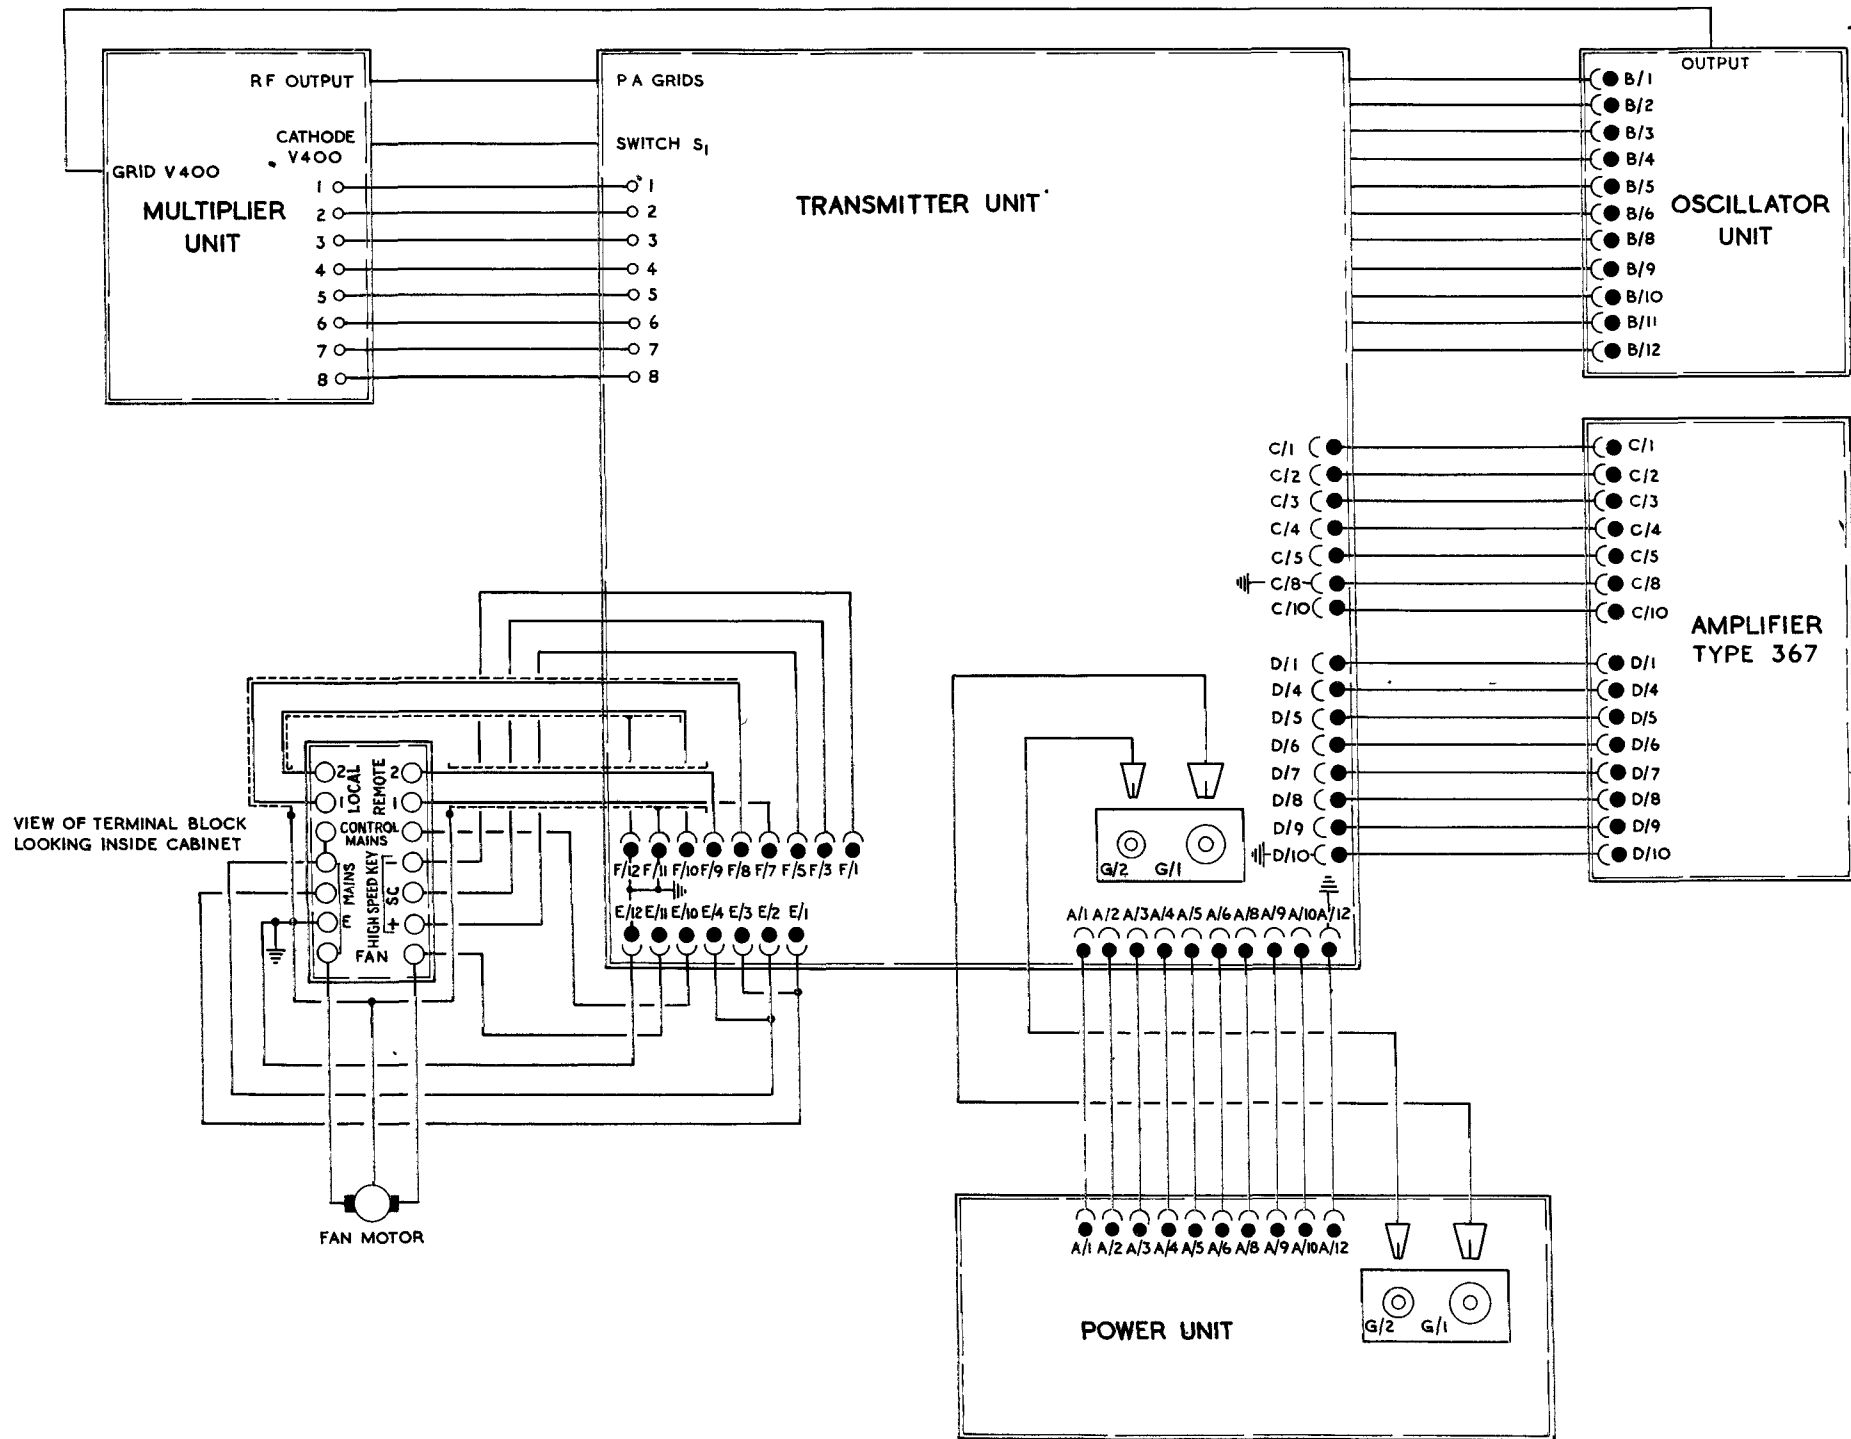 RF OUTPUT
CATHODE
V400
GRID V400
MULTIPLIER
UNIT
1
2
3
4
5
6
7
8
PA GRIDS
SWITCH S1
1
2
3
4
5
6
7
8
TRANSMITTER UNIT
OUTPUT
B/1
B/2
B/3
B/4
B/5
B/6
B/8
B/9
B/10
B/11
B/12
OSCILLATOR
UNIT
C/1
C/2
C/3
C/4
C/5
C/8
C/10
D/1
D/4
D/5
D/6
D/7
D/8
D/9
D/10
C/1
C/2
C/3
C/4
C/5
C/8
C/10
D/1
D/4
D/5
D/6
D/7
D/8
D/9
D/10
AMPLIFIER
TYPE 367
VIEW OF TERMINAL BLOCK
LOOKING INSIDE CABINET
2
1
LOCAL
REMOTE
2
1
CONTROL
MAINS
MAINS
E
HIGH SPEED KEY
–
SC
+
FAN
F/12 F/11 F/10 F/9 F/8 F/7 F/5 F/3 F/1
E/12 E/11 E/10 E/4 E/3 E/2 E/1
G/2 G/1
A/1 A/2 A/3 A/4 A/5 A/6 A/8 A/9 A/10 A/12
FAN MOTOR
A/1 A/2 A/3 A/4 A/5 A/6 A/8 A/9 A/10 A/12
POWER UNIT
G/2 G/1